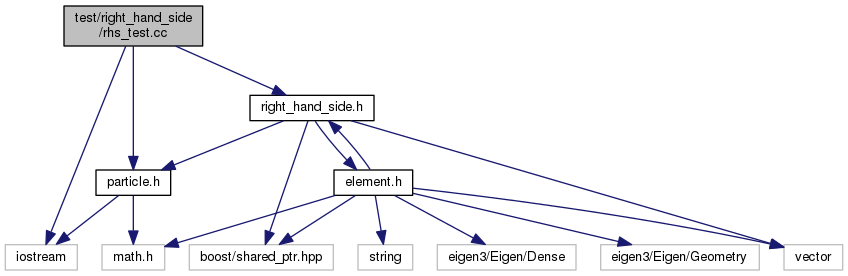 test/right_hand_side
/rhs_test.cc
right_hand_side.h
particle.h
element.h
iostream
math.h
boost/shared_ptr.hpp
string
eigen3/Eigen/Dense
eigen3/Eigen/Geometry
vector